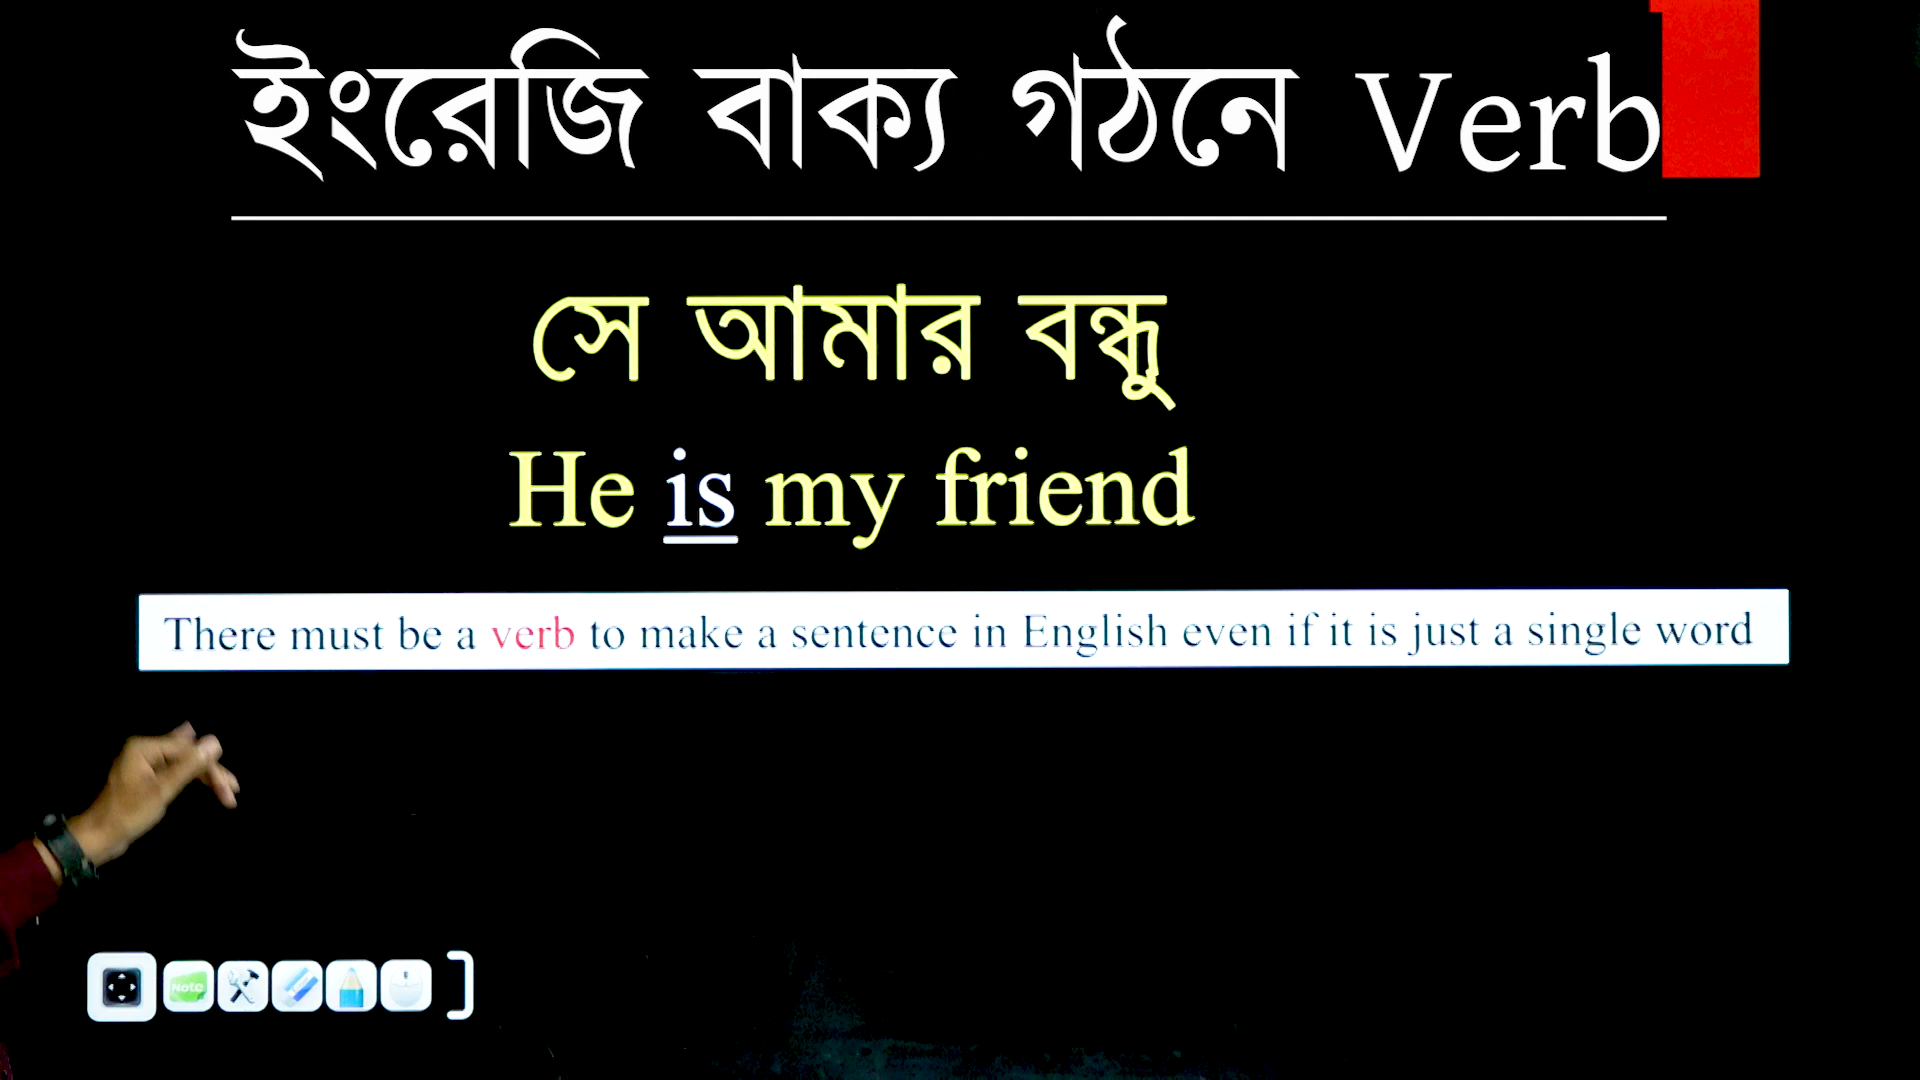 ইংরেজি বাক্য গঠনে Verb
সে আমার বন্ধু
He is my friend
There must be a verb to make a sentence in English even if it is just a single word
Note